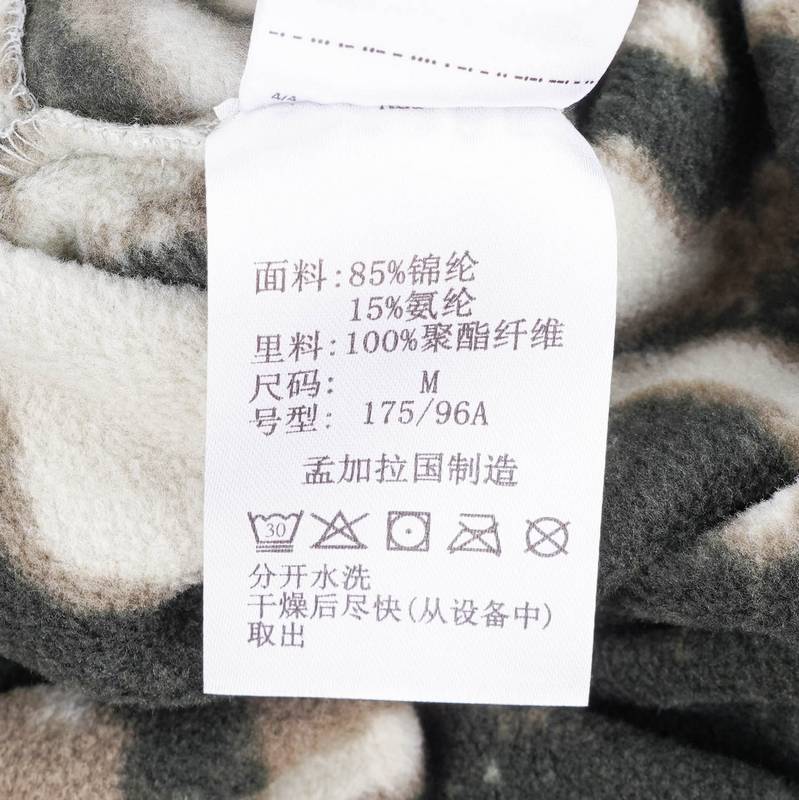 面料:85%锦纶
15%氨纶
里料:100%聚酯纤维
尺码: M
号型: 175/96A
孟加拉国制造
30
分开水洗
干燥后尽快(从设备中)
取出